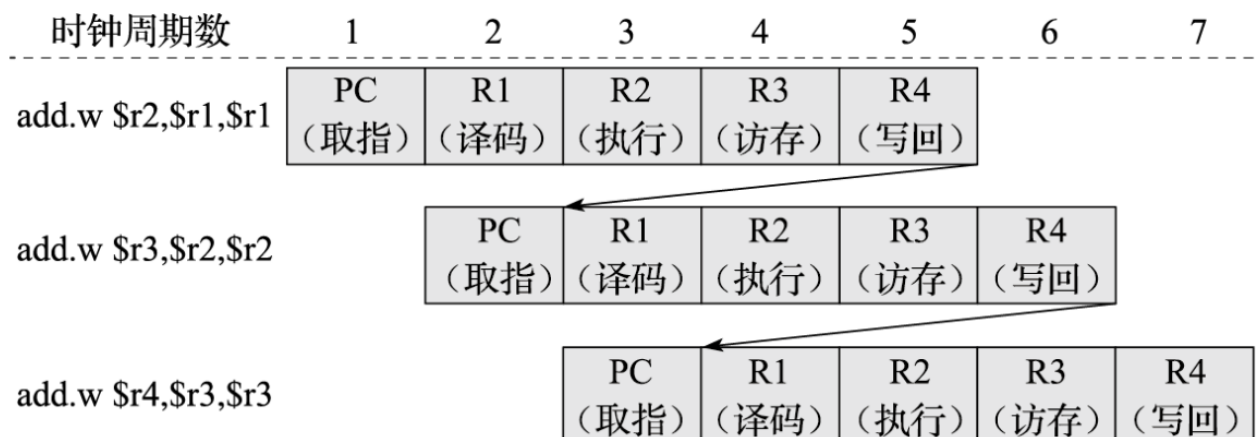 时钟周期数 1 2 3 4 5 6 7
add.w $r2,$r1,$r1 PC（取指） R1（译码） R2（执行） R3（访存） R4（写回）
add.w $r3,$r2,$r2 PC（取指） R1（译码） R2（执行） R3（访存） R4（写回）
add.w $r4,$r3,$r3 PC（取指） R1（译码） R2（执行） R3（访存） R4（写回）